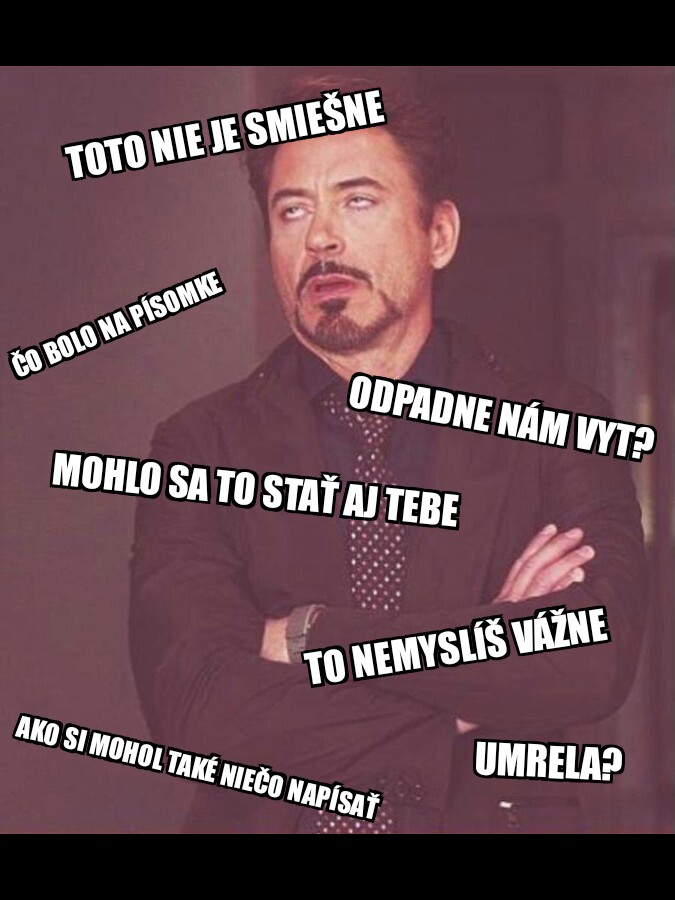 TOTO NIE JE SMIEŠNE
ČO BOLO NA PÍSOMKE
ODPADNE NÁM VYT?
MOHLO SA TO STAŤ AJ TEBE
TO NEMYSLÍŠ VÁŽNE
AKO SI MOHOL TAKÉ NIEČO NAPÍSAŤ
UMRELA?